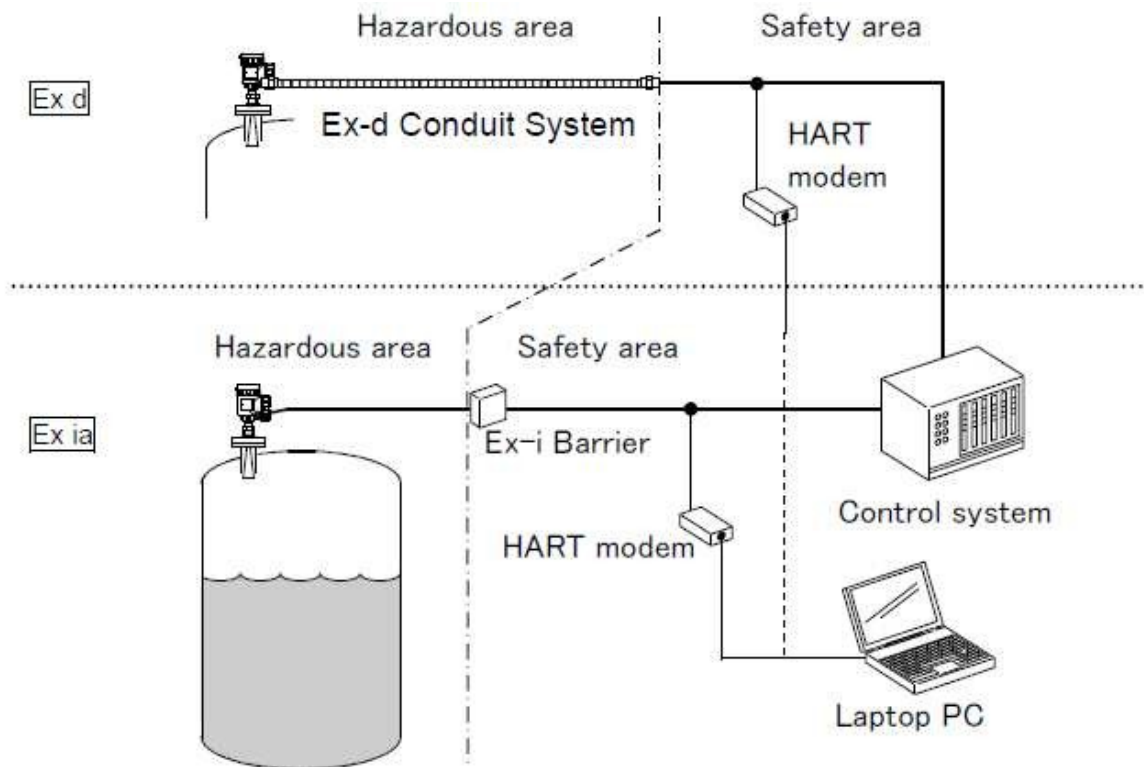 Hazardous area
Safety area
Ex d
Ex-d Conduit System
HART
modem
Hazardous area
Safety area
Ex ia
Ex-i Barrier
Control system
HART modem
Laptop PC